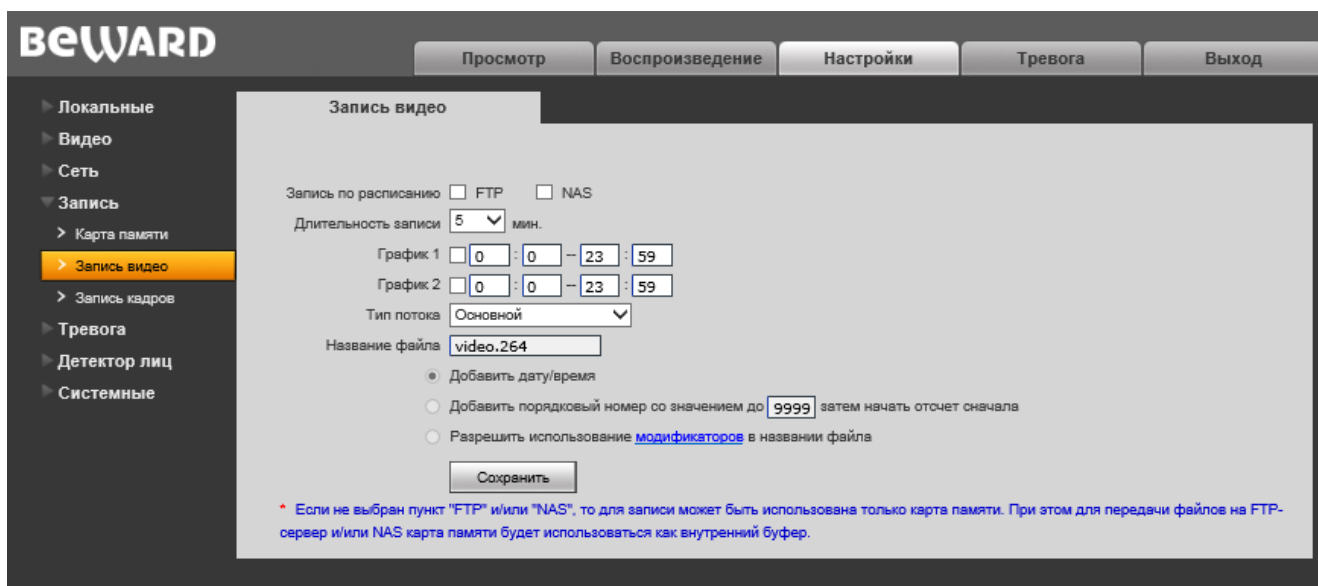 BEWARD
Просмотр Воспроизведение Настройки Тревога Выход
Локальные
Видео
Сеть
Запись
Карта памяти
Запись видео
Запись кадров
Тревога
Детектор лиц
Системные
Запись видео
Запись по расписанию FTP NAS
Длительность записи 5 мин.
График 1 0 : 0 -- 23 : 59
График 2 0 : 0 -- 23 : 59
Тип потока Основной
Название файла video.264
Добавить дату/время
Добавить порядковый номер со значением до 9999 затем начать отсчет сначала
Разрешить использование модификаторов в названии файла
Сохранить
* Если не выбран пункт "FTP" и/или "NAS", то для записи может быть использована только карта памяти. При этом для передачи файлов на FTP-
сервер и/или NAS карта памяти будет использоваться как внутренний буфер.